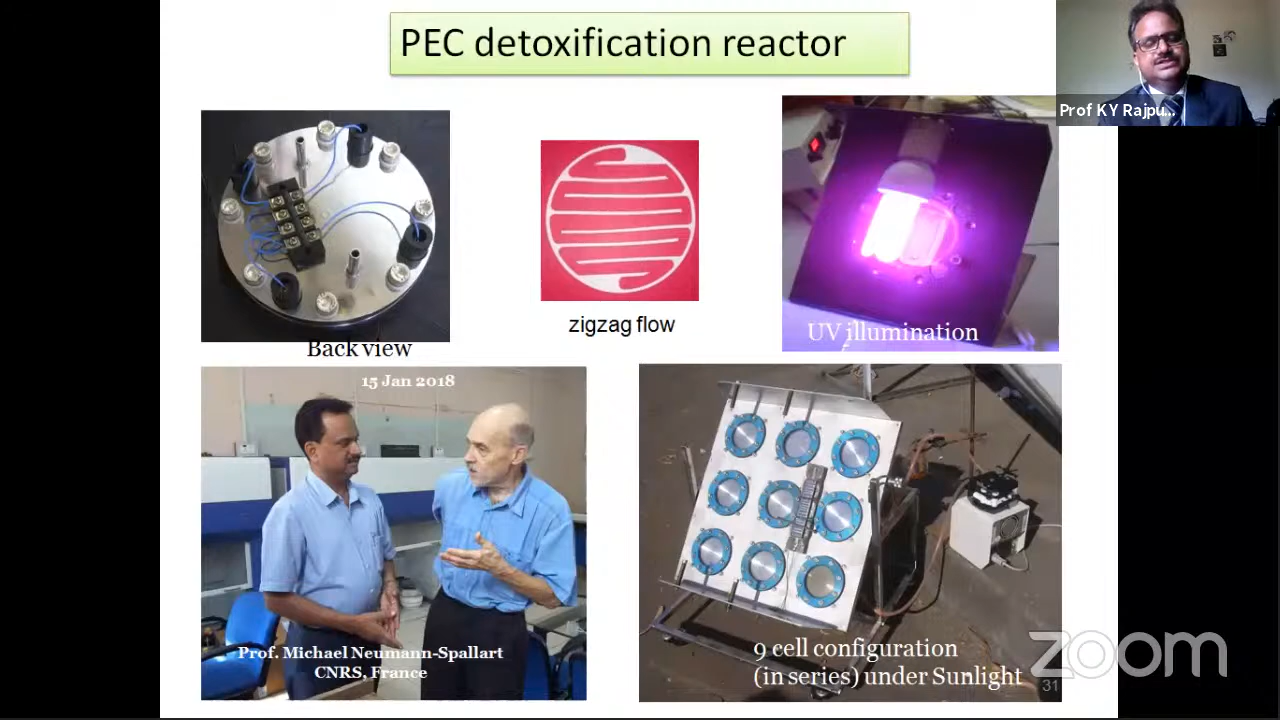 PEC detoxification reactor
Prof KY Rajpu...
zigzag flow
UV illumination
Back view
15 Jan 2018
Prof. Michael Neumann-Spallart
CNRS, France
9 cell configuration
(in series) under Sunlight
31
zoom